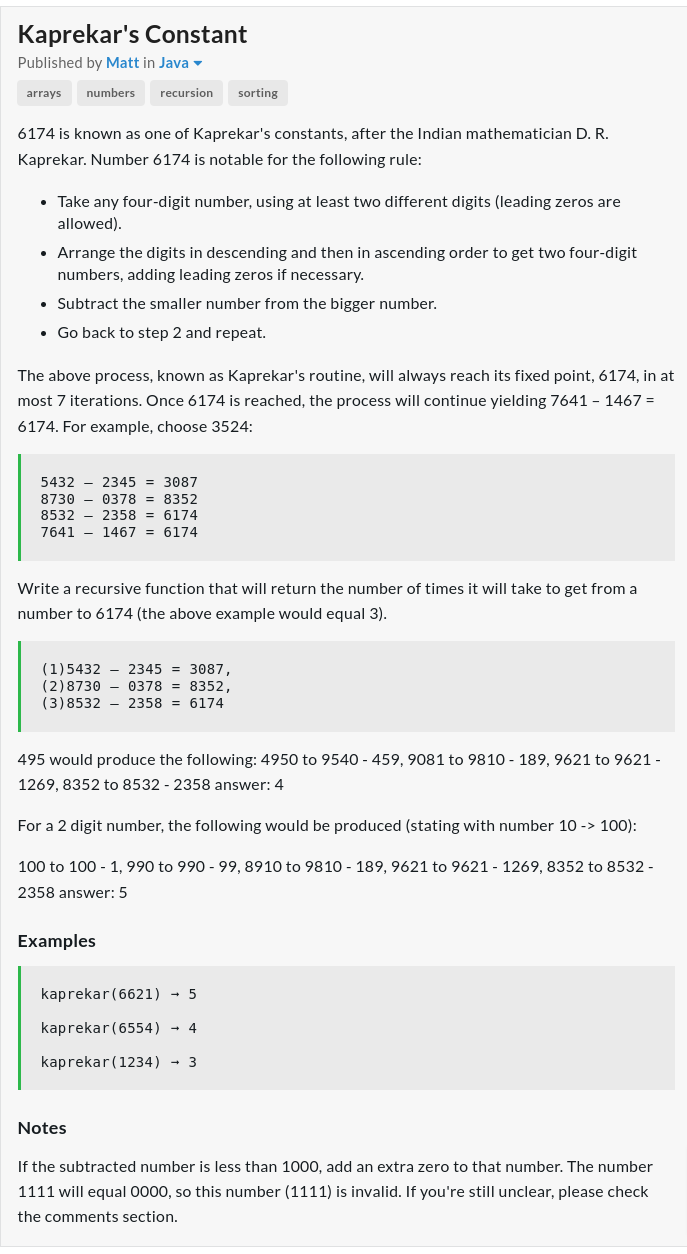 Kaprekar's Constant
Published by Matt in Java
arrays numbers recursion sorting
6174 is known as one of Kaprekar's constants, after the Indian mathematician D. R.
Kaprekar. Number 6174 is notable for the following rule:
• Take any four-digit number, using at least two different digits (leading zeros are
allowed).
• Arrange the digits in descending and then in ascending order to get two four-digit
numbers, adding leading zeros if necessary.
• Subtract the smaller number from the bigger number.
• Go back to step 2 and repeat.
The above process, known as Kaprekar's routine, will always reach its fixed point, 6174, in at
most 7 iterations. Once 6174 is reached, the process will continue yielding 7641 – 1467 =
6174. For example, choose 3524:
5432 – 2345 = 3087
8730 – 0378 = 8352
8532 – 2358 = 6174
7641 – 1467 = 6174
Write a recursive function that will return the number of times it will take to get from a
number to 6174 (the above example would equal 3).
(1)5432 – 2345 = 3087,
(2)8730 – 0378 = 8352,
(3)8532 – 2358 = 6174
495 would produce the following: 4950 to 9540 - 459, 9081 to 9810 - 189, 9621 to 9621 -
1269, 8352 to 8532 - 2358 answer: 4
For a 2 digit number, the following would be produced (stating with number 10 -> 100):
100 to 100 - 1, 990 to 990 - 99, 8910 to 9810 - 189, 9621 to 9621 - 1269, 8352 to 8532 -
2358 answer: 5
Examples
kaprekar(6621) → 5
kaprekar(6554) → 4
kaprekar(1234) → 3
Notes
If the subtracted number is less than 1000, add an extra zero to that number. The number
1111 will equal 0000, so this number (1111) is invalid. If you're still unclear, please check
the comments section.